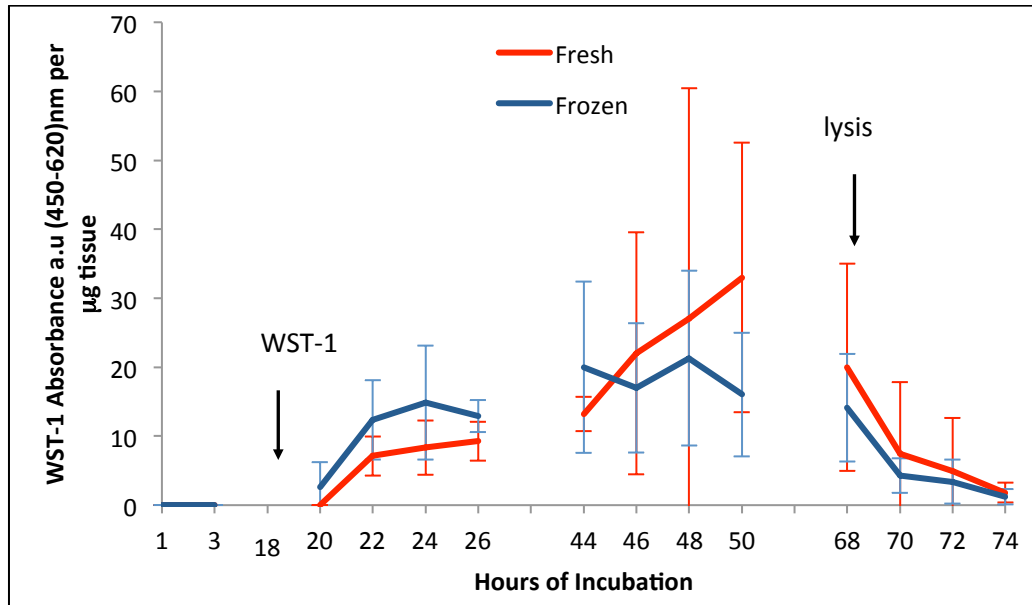 WST-1 Absorbance a.u (450-620)nm per
µg tissue
70
60
50
40
30
20
10
0
Fresh
Frozen
WST-1
lysis
1 3 18 20 22 24 26 44 46 48 50 68 70 72 74
Hours of Incubation